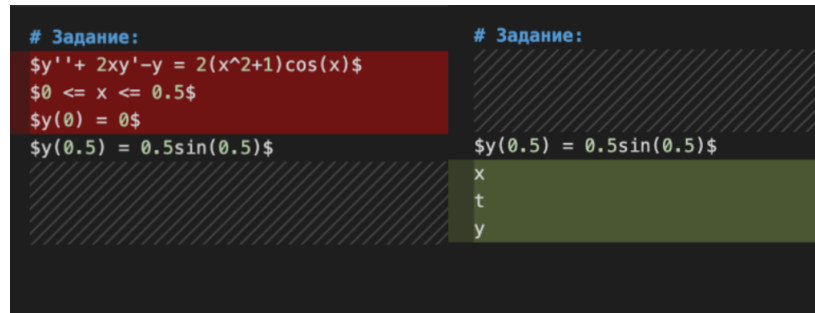 # Задание:
$y''+ 2xy'-y = 2(x^2+1)cos(x)$
$0 <= x <= 0.5$
$y(0) = 0$
$y(0.5) = 0.5sin(0.5)$
# Задание:
$y(0.5) = 0.5sin(0.5)$
x
t
y